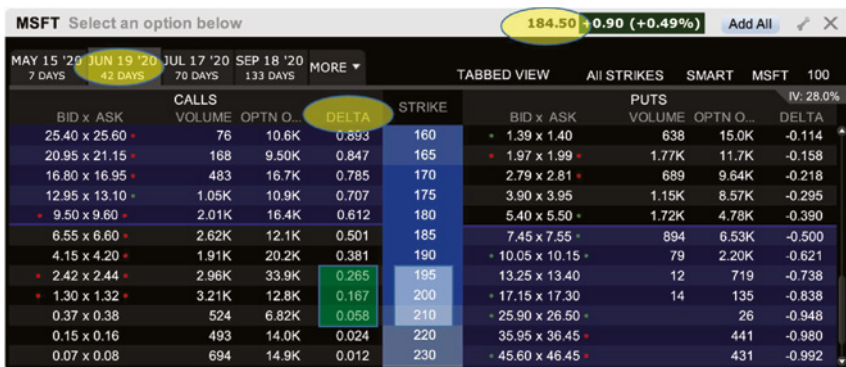 MSFT Select an option below 184.50 +0.90 (+0.49%) Add All
MAY 15 '20 JUN 19 '20 JUL 17 '20 SEP 18 '20 MORE
7 DAYS 42 DAYS 70 DAYS 133 DAYS TABBED VIEW All STRIKES SMART MSFT 100
CALLS PUTS IV: 28.0%
BID x ASK VOLUME OPTN O... DELTA STRIKE BID x ASK VOLUME OPTN O... DELTA
25.40 x 25.60 76 10.6K 0.893 160 1.39 x 1.40 638 15.0K -0.114
20.95 x 21.15 168 9.50K 0.847 165 1.97 x 1.99 1.77K 11.7K -0.158
16.80 x 16.95 483 16.7K 0.785 170 2.79 x 2.81 689 9.64K -0.218
12.95 x 13.10 1.05K 10.9K 0.707 175 3.90 x 3.95 1.15K 8.57K -0.295
9.50 x 9.60 2.01K 16.4K 0.612 180 5.40 x 5.50 1.72K 4.78K -0.390
6.55 x 6.60 2.62K 12.1K 0.501 185 7.45 x 7.55 894 6.53K -0.500
4.15 x 4.20 1.91K 20.2K 0.381 190 10.05 x 10.15 79 2.20K -0.621
2.42 x 2.44 2.96K 33.9K 0.265 195 13.25 x 13.40 12 719 -0.738
1.30 x 1.32 3.21K 12.8K 0.167 200 17.15 x 17.30 14 135 -0.838
0.37 x 0.38 524 6.82K 0.058 210 25.90 x 26.50 26 -0.948
0.15 x 0.16 493 14.0K 0.024 220 35.95 x 36.45 441 -0.980
0.07 x 0.08 694 14.9K 0.012 230 45.60 x 46.45 431 -0.992